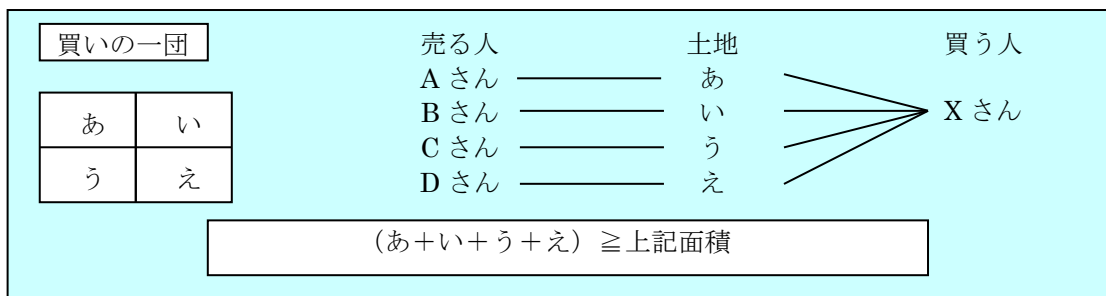 買いの一団
売る人 土地 買う人
Aさん あ
Bさん い Xさん
Cさん う
Dさん え
あ い
う え
(あ+い+う+え)≧上記面積